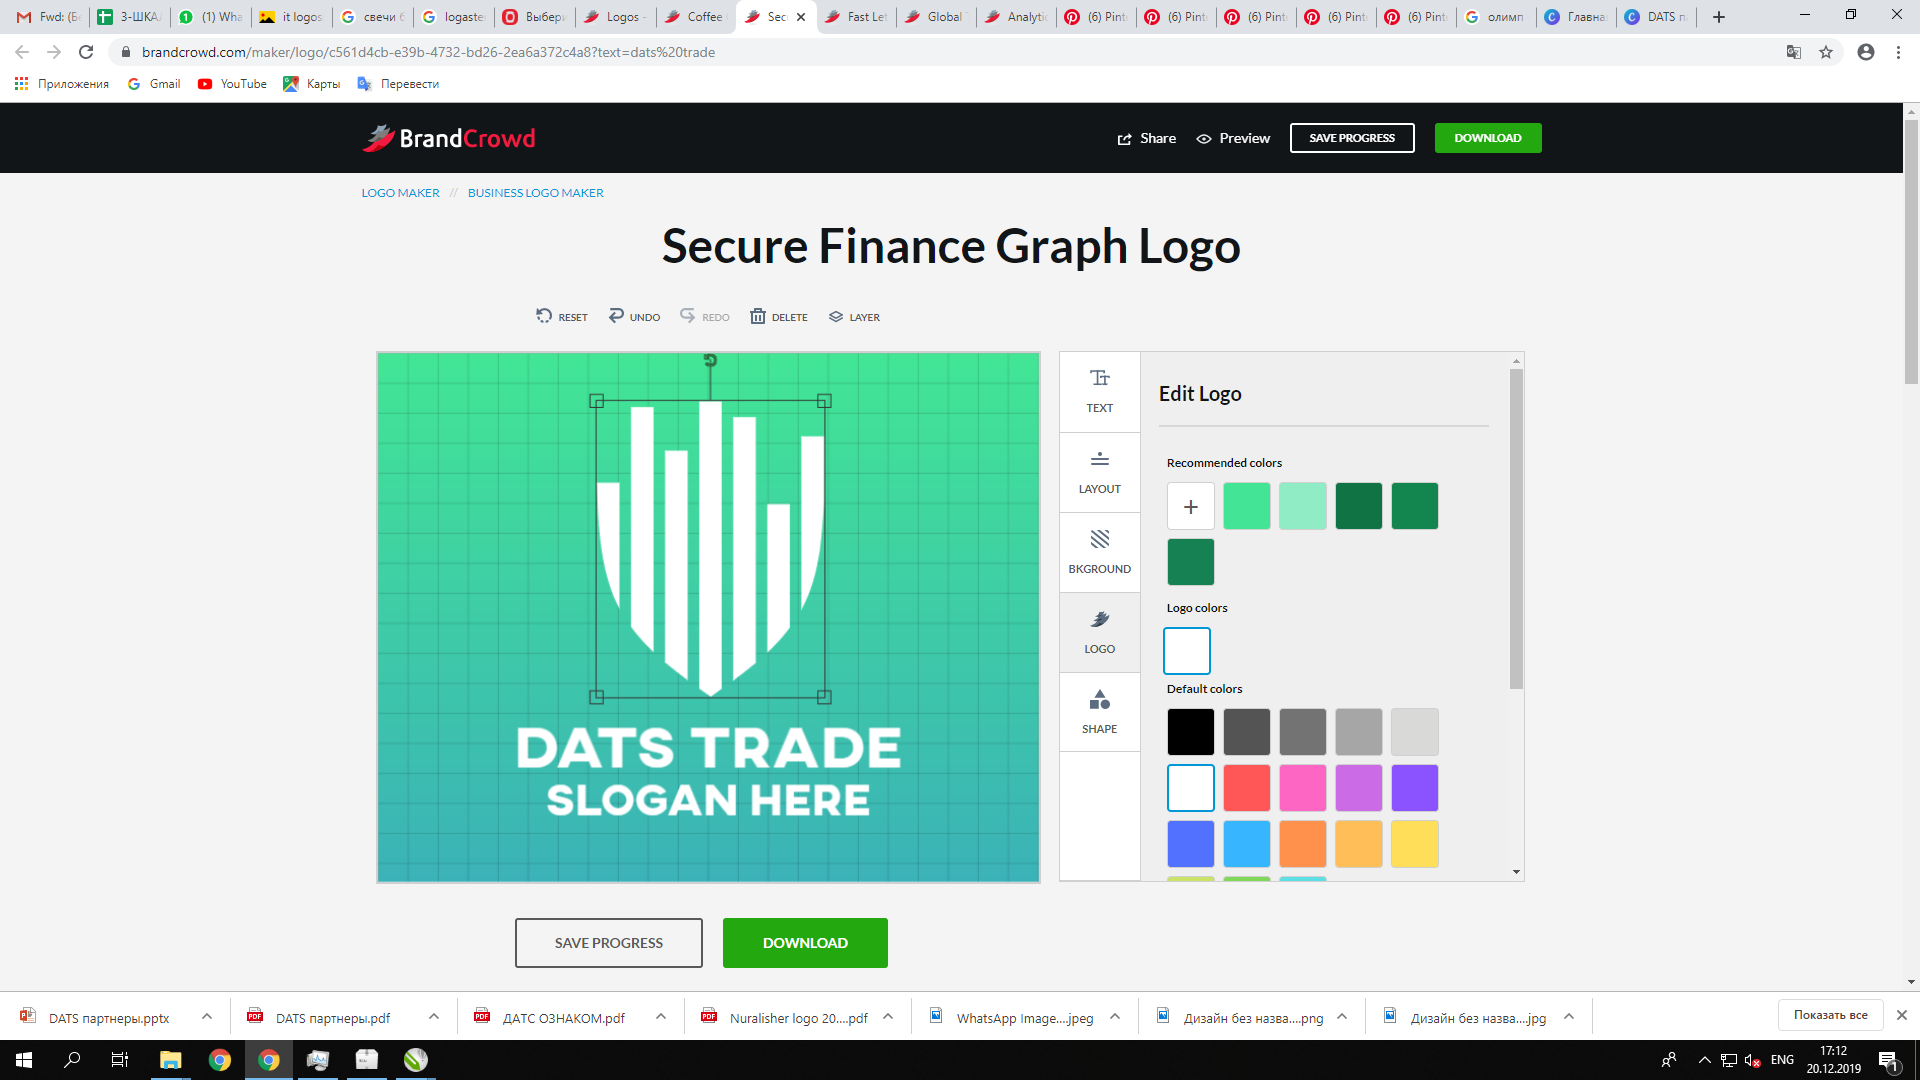 Fwd: (Б
З-ШКАЛ
(1) Wha
it logos
свечи б
logaste
Выбери
Logos -
Coffee
Sec
Fast Let
Global
Analytic
(6) Pint
(6) Pint
(6) Pint
(6) Pint
(6) Pint
олимп
Главна
DATS п
brandcrowd.com/maker/logo/c561d4cb-e39b-4732-bd26-2ea6a372c4a8?text=dats%20trade
Приложения
Gmail
YouTube
Карты
Перевести
BrandCrowd
Share
Preview
SAVE PROGRESS
DOWNLOAD
LOGO MAKER // BUSINESS LOGO MAKER
Secure Finance Graph Logo
RESET
UNDO
REDO
DELETE
LAYER
TEXT
LAYOUT
BKGROUND
LOGO
SHAPE
Edit Logo
Recommended colors
+
Logo colors
Default colors
DATS TRADE
SLOGAN HERE
SAVE PROGRESS
DOWNLOAD
DATS партнеры.pptx
DATS партнеры.pdf
ДАТС ОЗНАКОМ.pdf
Nuralisher logo 20....pdf
WhatsApp Image....jpeg
Дизайн без назва....png
Дизайн без назва....jpg
Показать все
ENG
17:12
20.12.2019
1